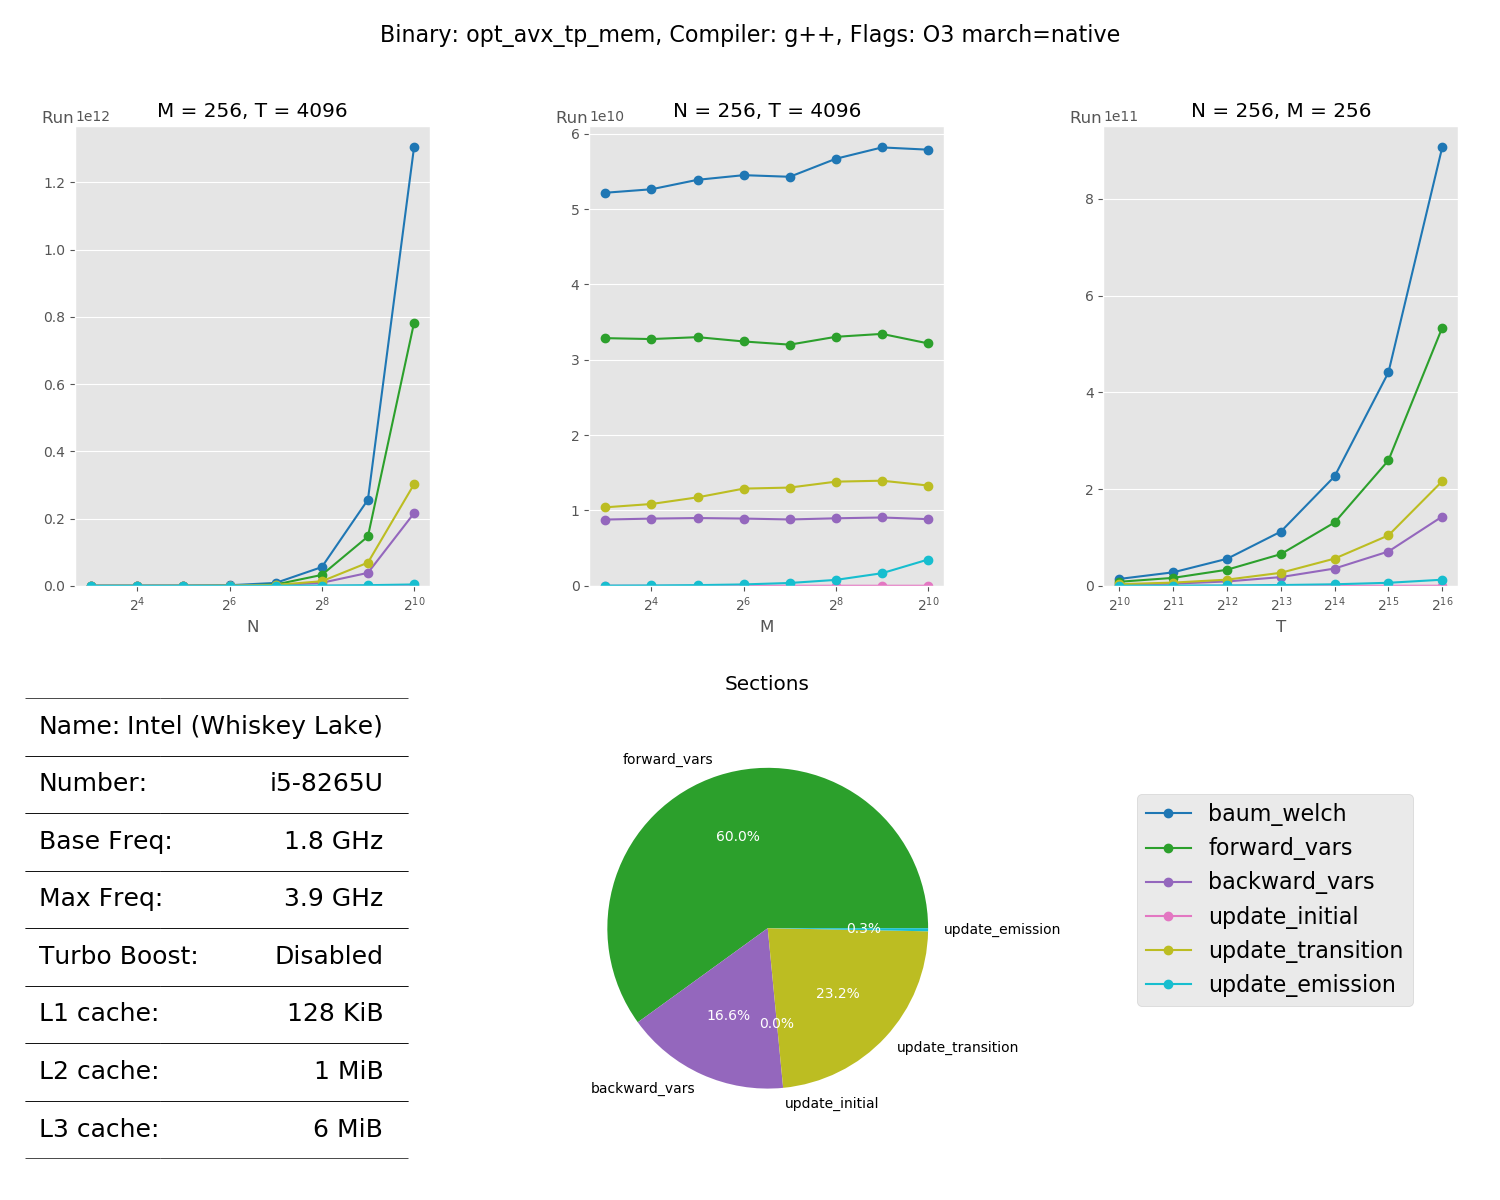 Binary: opt_avx_tp_mem, Compiler: g++, Flags: O3 march=native
M = 256, T = 4096
Run 1e12
1.2
1.0
0.8
0.6
0.4
0.2
0.0
2^4 2^6 2^8 2^10
N
N = 256, T = 4096
Run 1e10
6
5
4
3
2
1
0
2^4 2^6 2^8 2^10
M
N = 256, M = 256
Run 1e11
8
6
4
2
0
2^10 2^11 2^12 2^13 2^14 2^15 2^16
T
Name: Intel (Whiskey Lake)
Number: i5-8265U
Base Freq: 1.8 GHz
Max Freq: 3.9 GHz
Turbo Boost: Disabled
L1 cache: 128 KiB
L2 cache: 1 MiB
L3 cache: 6 MiB
Sections
forward_vars
60.0%
0.3%
update_emission
23.2%
16.6%
0.0%
update_transition
backward_vars
update_initial
baum_welch
forward_vars
backward_vars
update_initial
update_transition
update_emission